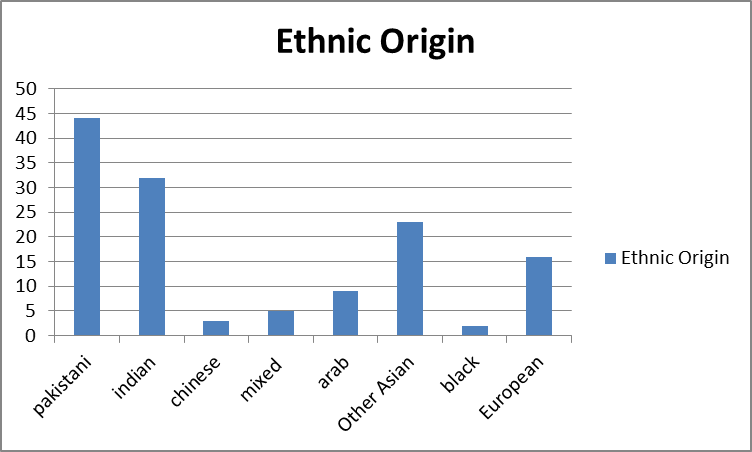 Ethnic Origin
50
45
40
35
30
25
20
15
10
5
0
Ethnic Origin
pakistani
indian
chinese
mixed
arab
Other Asian
black
European